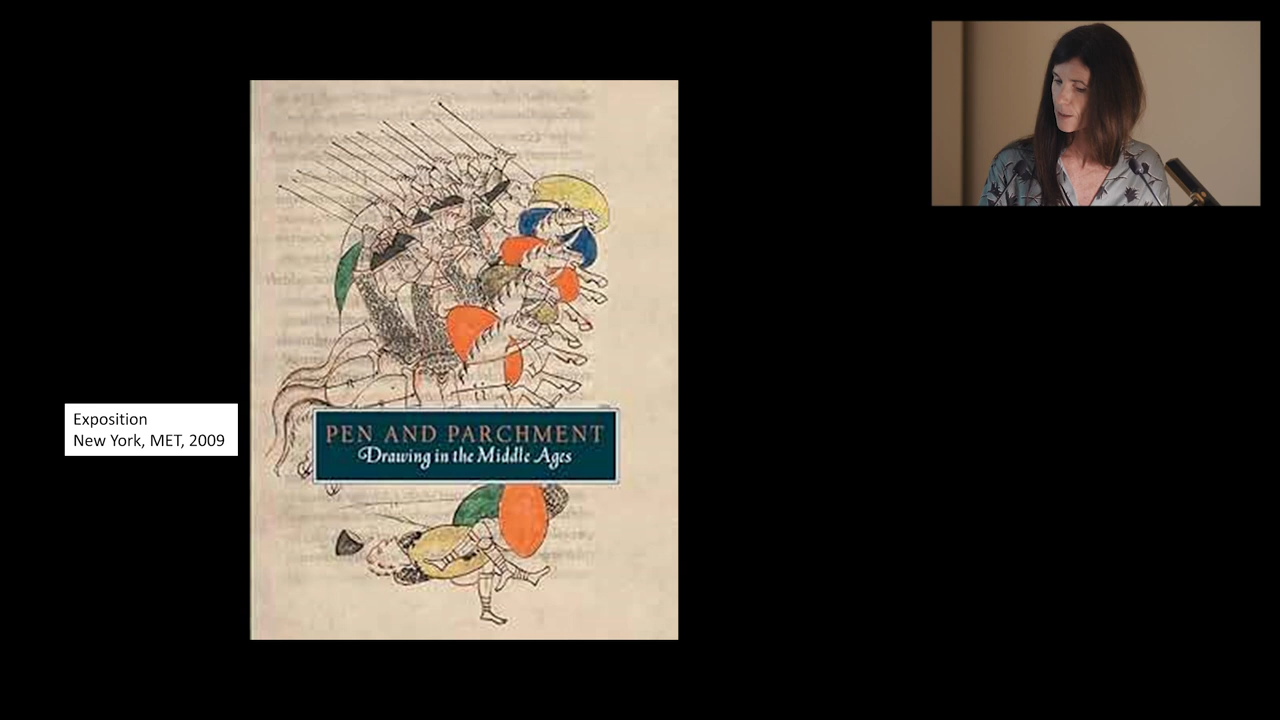 Exposition
New York, MET, 2009
PEN AND PARCHMENT
Drawing in the Middle Ages